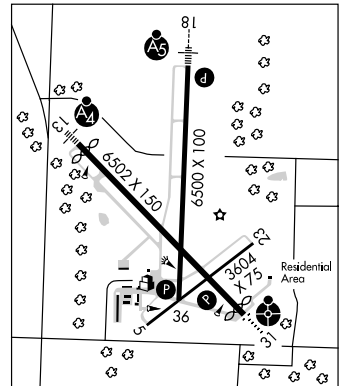 18
A5
P
A4
13
6502 X 150
6500 X 100
23
3604
X 75
Residential
Area
P
P
5
36
31